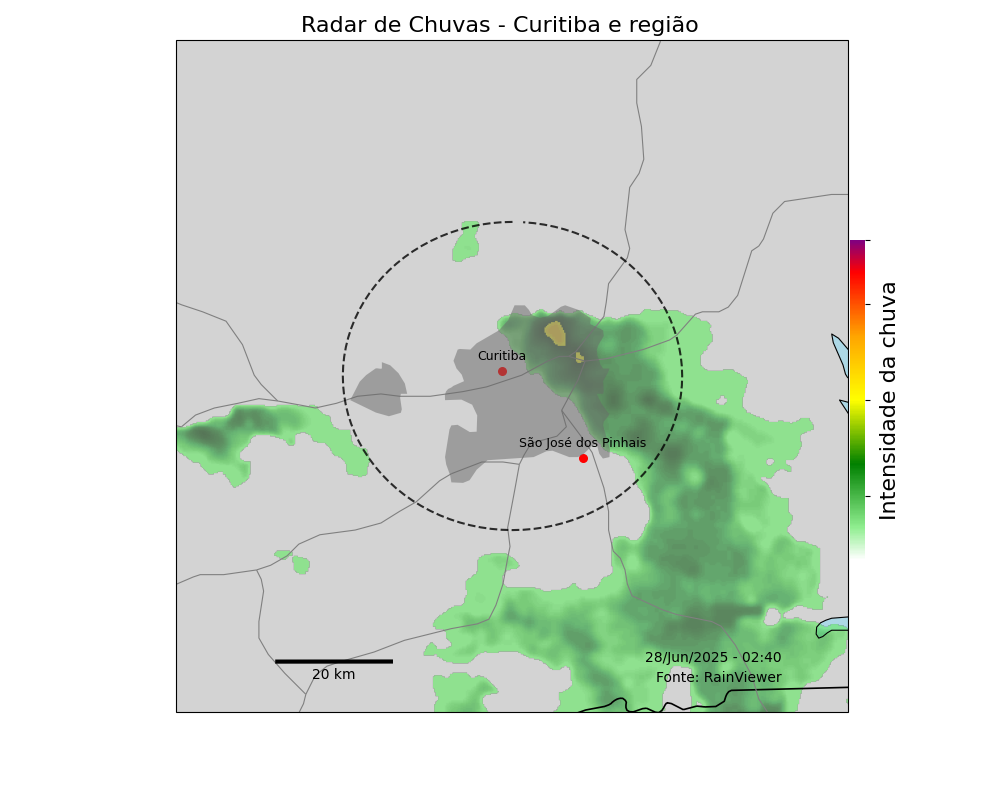 Radar de Chuvas - Curitiba e região
Curitiba
São José dos Pinhais
Intensidade da chuva
28/Jun/2025 - 02:40
Fonte: RainViewer
20 km